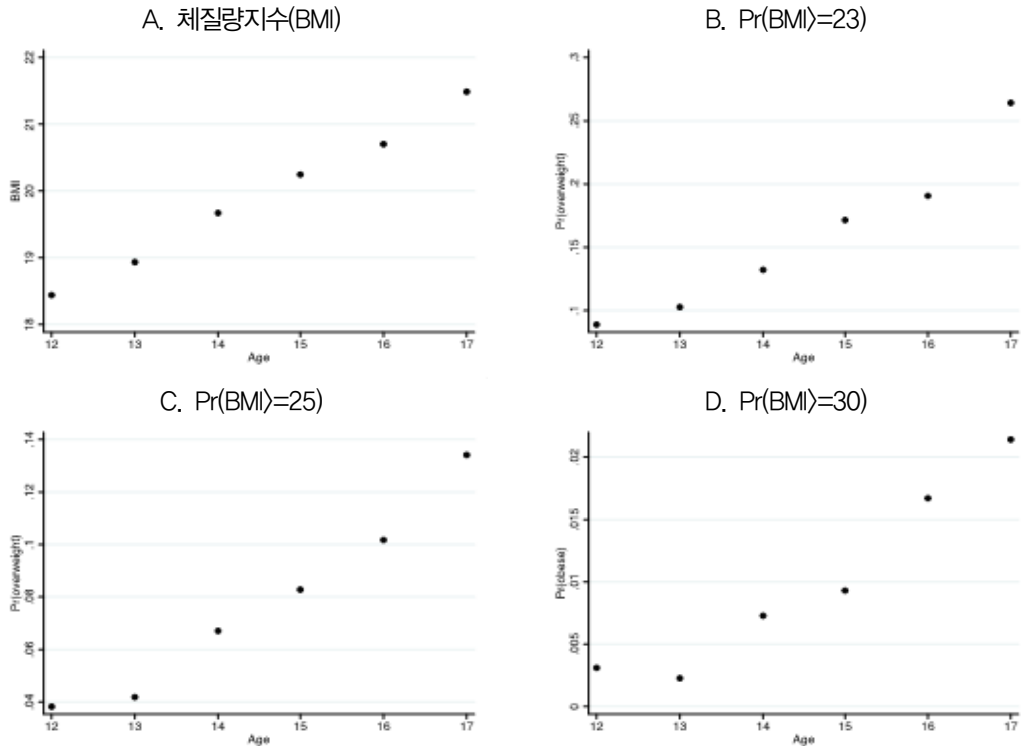 A. 체질량지수(BMI)
22
21
20
19
18
BMI
12 13 14 15 16 17
Age
B. Pr(BMI>=23)
.3
.25
.2
.15
.1
Pr(overweight)
12 13 14 15 16 17
Age
C. Pr(BMI>=25)
.14
.12
.1
.08
.06
.04
Pr(overweight)
12 13 14 15 16 17
Age
D. Pr(BMI>=30)
.02
.015
.01
.005
0
Pr(obese)
12 13 14 15 16 17
Age